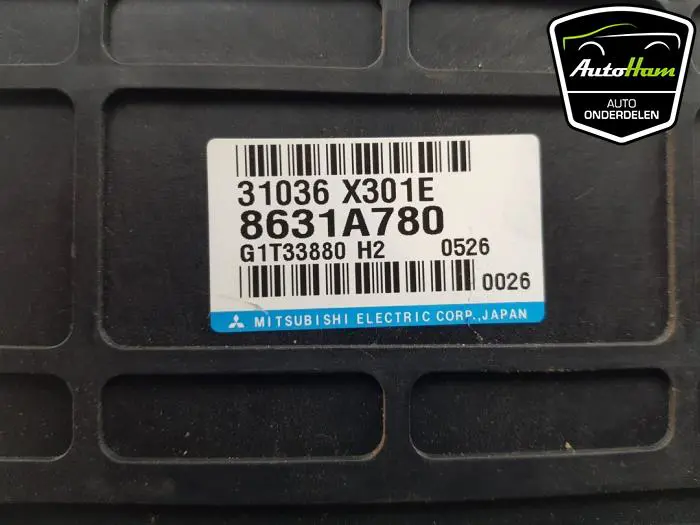 AutoHam
AUTO
ONDERDELEN
31036 X301E
8631A780
G1T33880 H2 0526
0026
MITSUBISHI ELECTRIC CORP.,JAPAN